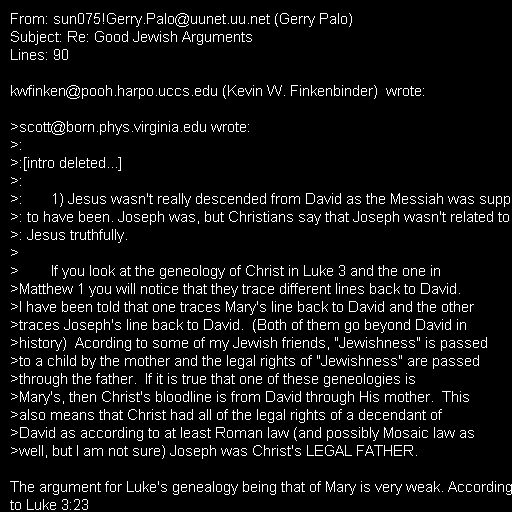 From: sun075!Gerry.Palo@uunet.uu.net (Gerry Palo)
Subject: Re: Good Jewish Arguments
Lines: 90

kwfinken@pooh.harpo.uccs.edu (Kevin W. Finkenbinder)  wrote:

>scott@born.phys.virginia.edu wrote:
>:
>:[intro deleted...]
>:
>:       1) Jesus wasn't really descended from David as the Messiah was supp
>: to have been. Joseph was, but Christians say that Joseph wasn't related to
>: Jesus truthfully.
>
>       If you look at the geneology of Christ in Luke 3 and the one in
>Matthew 1 you will notice that they trace different lines back to David.
>I have been told that one traces Mary's line back to David and the other
>traces Joseph's line back to David.  (Both of them go beyond David in
>history)  Acording to some of my Jewish friends, "Jewishness" is passed
>to a child by the mother and the legal rights of "Jewishness" are passed
>through the father.  If it is true that one of these geneologies is
>Mary's, then Christ's bloodline is from David through His mother.  This
>also means that Christ had all of the legal rights of a decendant of
>David as according to at least Roman law (and possibly Mosaic law as
>well, but I am not sure) Joseph was Christ's LEGAL FATHER.

The argument for Luke's genealogy being that of Mary is very weak. According
to Luke 3:23